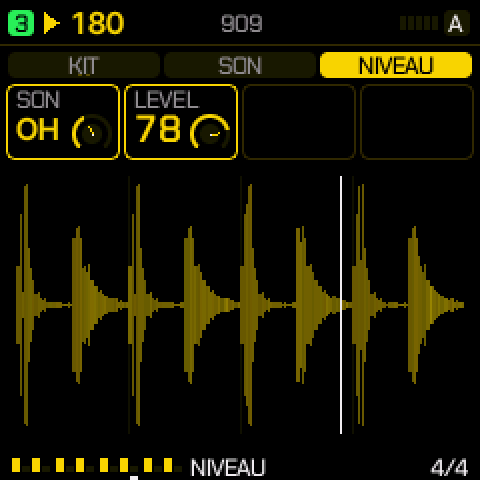 3 180 909 A
KIT SON NIVEAU
SON LEVEL
OH 78
NIVEAU 4/4